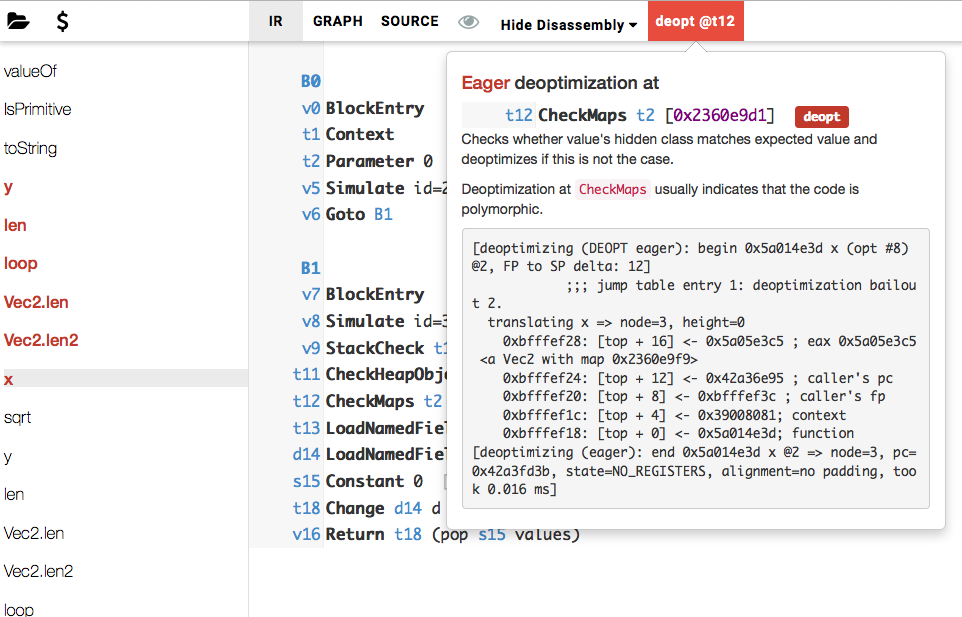 $
IR GRAPH SOURCE Hide Disassembly deopt @t12
valueOf
IsPrimitive
toString
y
len
loop
Vec2.len
Vec2.len2
x
sqrt
y
len
Vec2.len
Vec2.len2
loop
B0
v0 BlockEntry
t1 Context
t2 Parameter 0
v5 Simulate id=2
v6 Goto B1
B1
v7 BlockEntry
v8 Simulate id=3
v9 StackCheck t1
t11 CheckHeapObje
t12 CheckMaps t2
t13 LoadNamedFiel
d14 LoadNamedFiel
s15 Constant 0 [
t18 Change d14 d
v16 Return t18 (pop s15 values)
Eager deoptimization at
t12 CheckMaps t2 [0x2360e9d1] deopt
Checks whether value's hidden class matches expected value and
deoptimizes if this is not the case.
Deoptimization at CheckMaps usually indicates that the code is
polymorphic.
[deoptimizing (DEOPT eager): begin 0x5a014e3d x (opt #8)
@2, FP to SP delta: 12]
;;; jump table entry 1: deoptimization bailou
t 2.
translating x => node=3, height=0
0xbfffef28: [top + 16] <- 0x5a05e3c5 ; eax 0x5a05e3c5
<a Vec2 with map 0x2360e9f9>
0xbfffef24: [top + 12] <- 0x42a36e95 ; caller's pc
0xbfffef20: [top + 8] <- 0xbfffef3c ; caller's fp
0xbfffef1c: [top + 4] <- 0x39008081; context
0xbfffef18: [top + 0] <- 0x5a014e3d; function
[deoptimizing (eager): end 0x5a014e3d x @2 => node=3, pc=
0x42a3fd3b, state=NO_REGISTERS, alignment=no padding, too
k 0.016 ms]